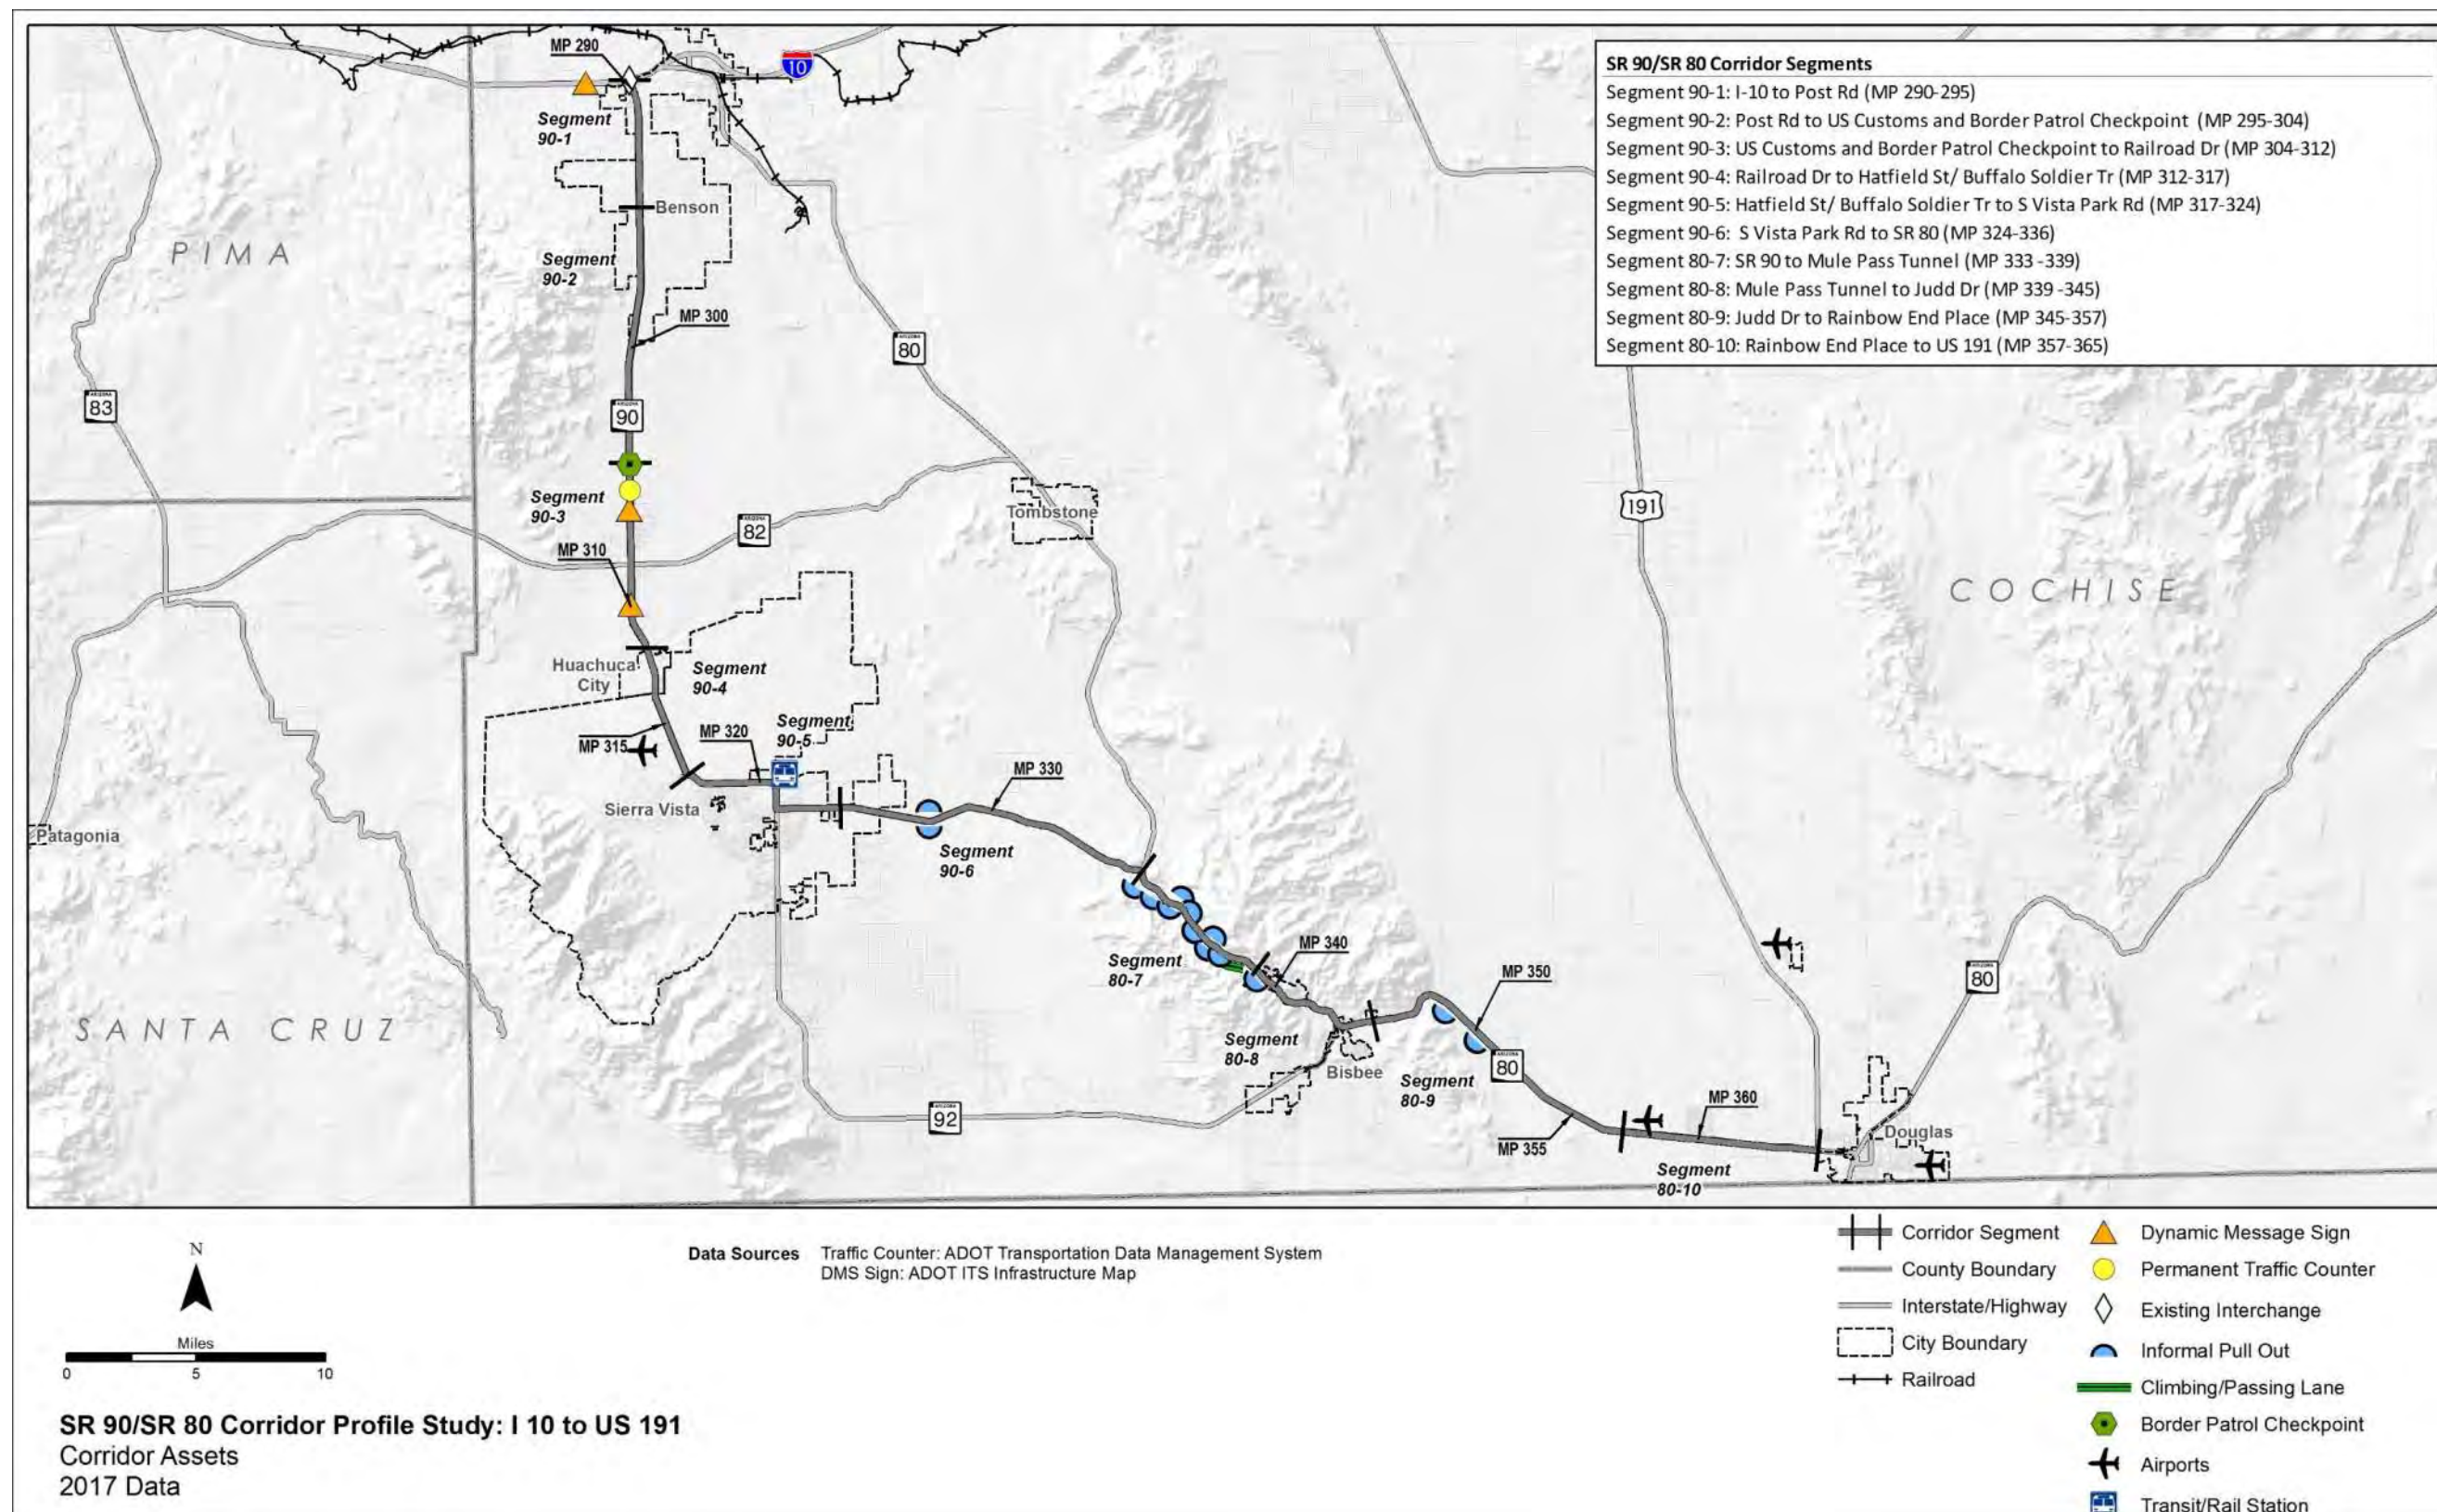 MP 290
10
SR 90/SR 80 Corridor Segments
Segment 90-1: I-10 to Post Rd (MP 290-295)
Segment 90-2: Post Rd to US Customs and Border Patrol Checkpoint (MP 295-304)
Segment 90-3: US Customs and Border Patrol Checkpoint to Railroad Dr (MP 304-312)
Segment 90-4: Railroad Dr to Hatfield St/ Buffalo Soldier Tr (MP 312-317)
Segment 90-5: Hatfield St/ Buffalo Soldier Tr to S Vista Park Rd (MP 317-324)
Segment 90-6: S Vista Park Rd to SR 80 (MP 324-336)
Segment 80-7: SR 90 to Mule Pass Tunnel (MP 333 -339)
Segment 80-8: Mule Pass Tunnel to Judd Dr (MP 339 -345)
Segment 80-9: Judd Dr to Rainbow End Place (MP 345-357)
Segment 80-10: Rainbow End Place to US 191 (MP 357-365)
Segment
90-1
Benson
PIMA
Segment
90-2
MP 300
ARIZONA
80
ARIZONA
83
ARIZONA
90
Segment
90-3
191
Tombstone
ARIZONA
82
MP 310
COCHISE
Huachuca
City
Segment
90-4
Segment
90-5
MP 315
MP 320
MP 330
Sierra Vista
Patagonia
Segment
90-6
MP 340
Segment
80-7
MP 350
ARIZONA
80
SANTA CRUZ
Segment
80-8
Bisbee
Segment
80-9
ARIZONA
80
ARIZONA
92
MP 360
MP 355
Douglas
Segment
80-10
N
Miles
0 5 10
Data Sources Traffic Counter: ADOT Transportation Data Management System
DMS Sign: ADOT ITS Infrastructure Map
Corridor Segment
County Boundary
Interstate/Highway
City Boundary
Railroad
Dynamic Message Sign
Permanent Traffic Counter
Existing Interchange
Informal Pull Out
Climbing/Passing Lane
Border Patrol Checkpoint
Airports
Transit/Rail Station
SR 90/SR 80 Corridor Profile Study: I 10 to US 191
Corridor Assets
2017 Data